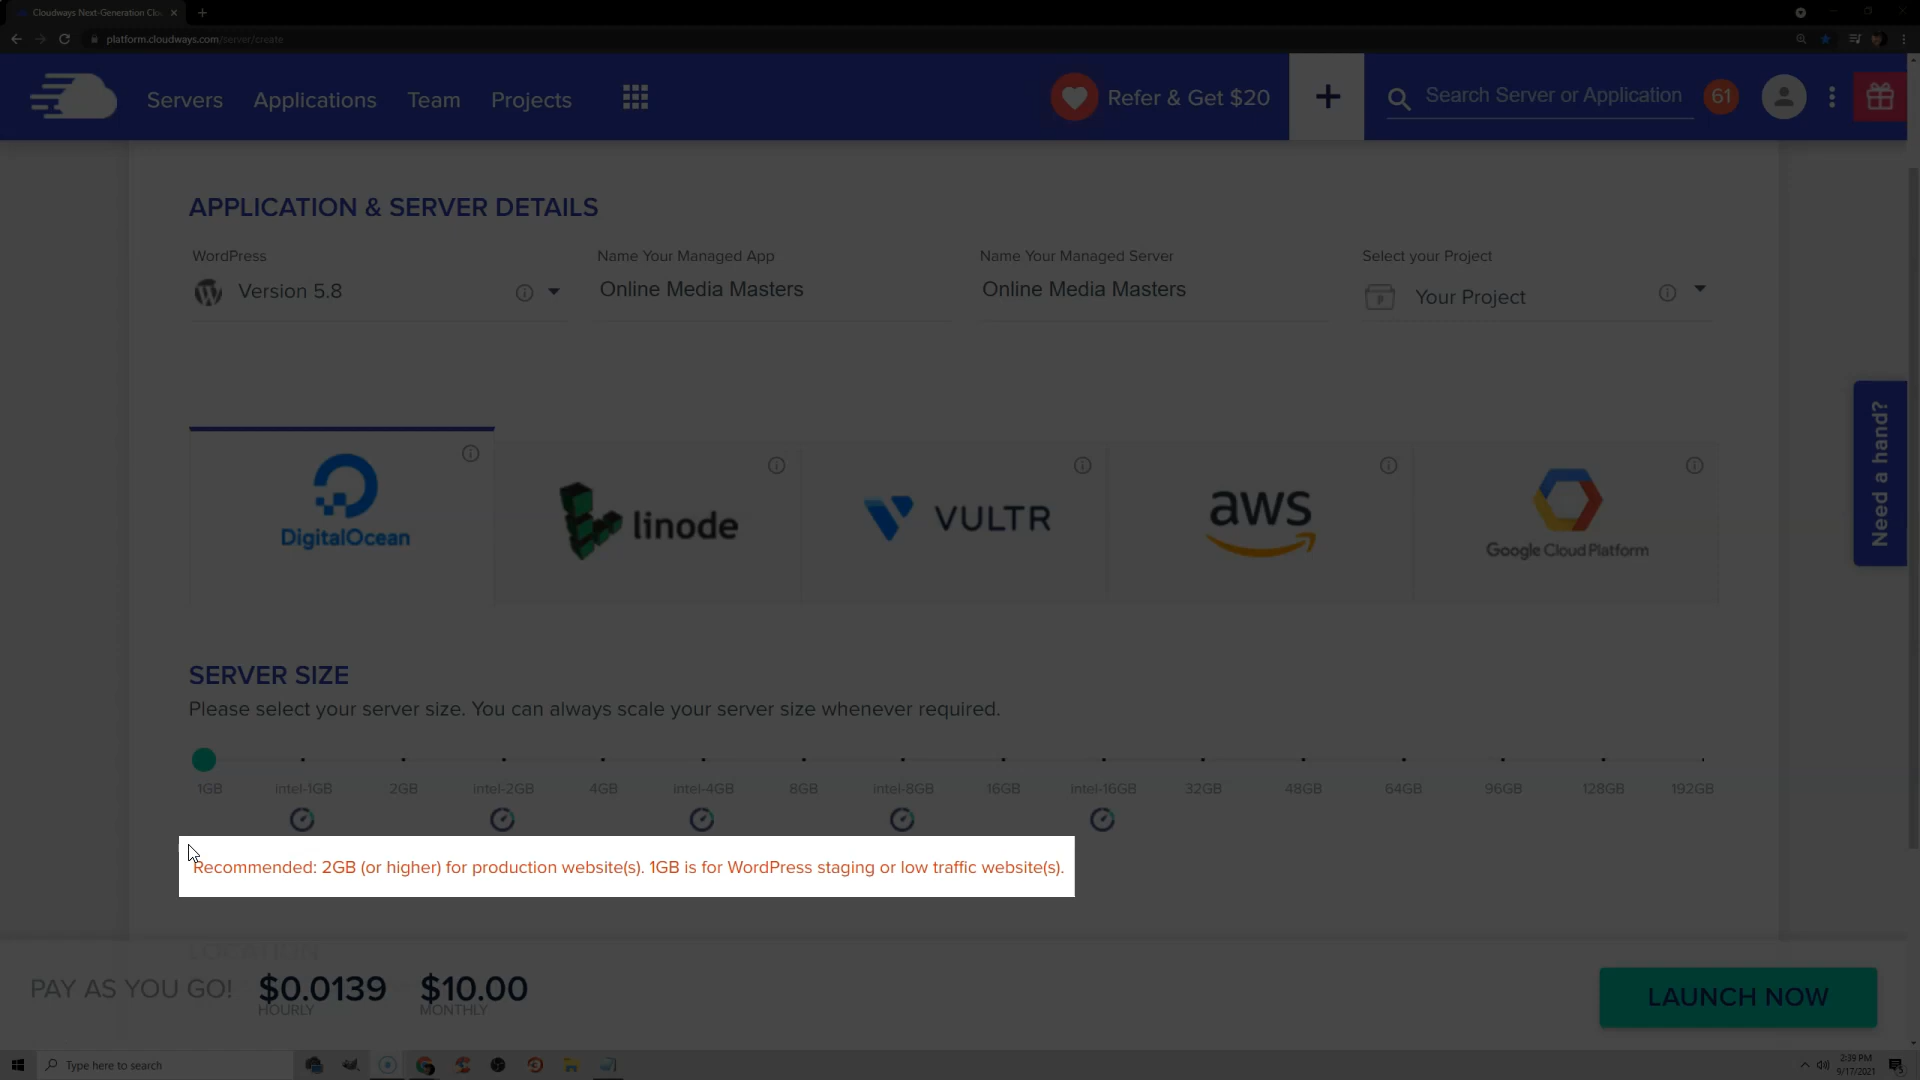 Cloudways Next-Generation Clo
platform.cloudways.com/server/create
Servers
Applications
Team
Projects
Refer & Get $20
+
Search Server or Application
61
APPLICATION & SERVER DETAILS
WordPress
Version 5.8
Name Your Managed App
Online Media Masters
Name Your Managed Server
Online Media Masters
Select your Project
Your Project
Need a hand?
DigitalOcean
linode
VULTR
aws
Google Cloud Platform
SERVER SIZE
Please select your server size. You can always scale your server size whenever required.
1GB
intel-1GB
2GB
intel-2GB
4GB
intel-4GB
8GB
intel-8GB
16GB
intel-16GB
32GB
48GB
64GB
96GB
128GB
192GB
Recommended: 2GB (or higher) for production website(s). 1GB is for WordPress staging or low traffic website(s).
LOCATION
PAY AS YOU GO!
$0.0139
HOURLY
$10.00
MONTHLY
LAUNCH NOW
Type here to search
2:39 PM
9/17/2021